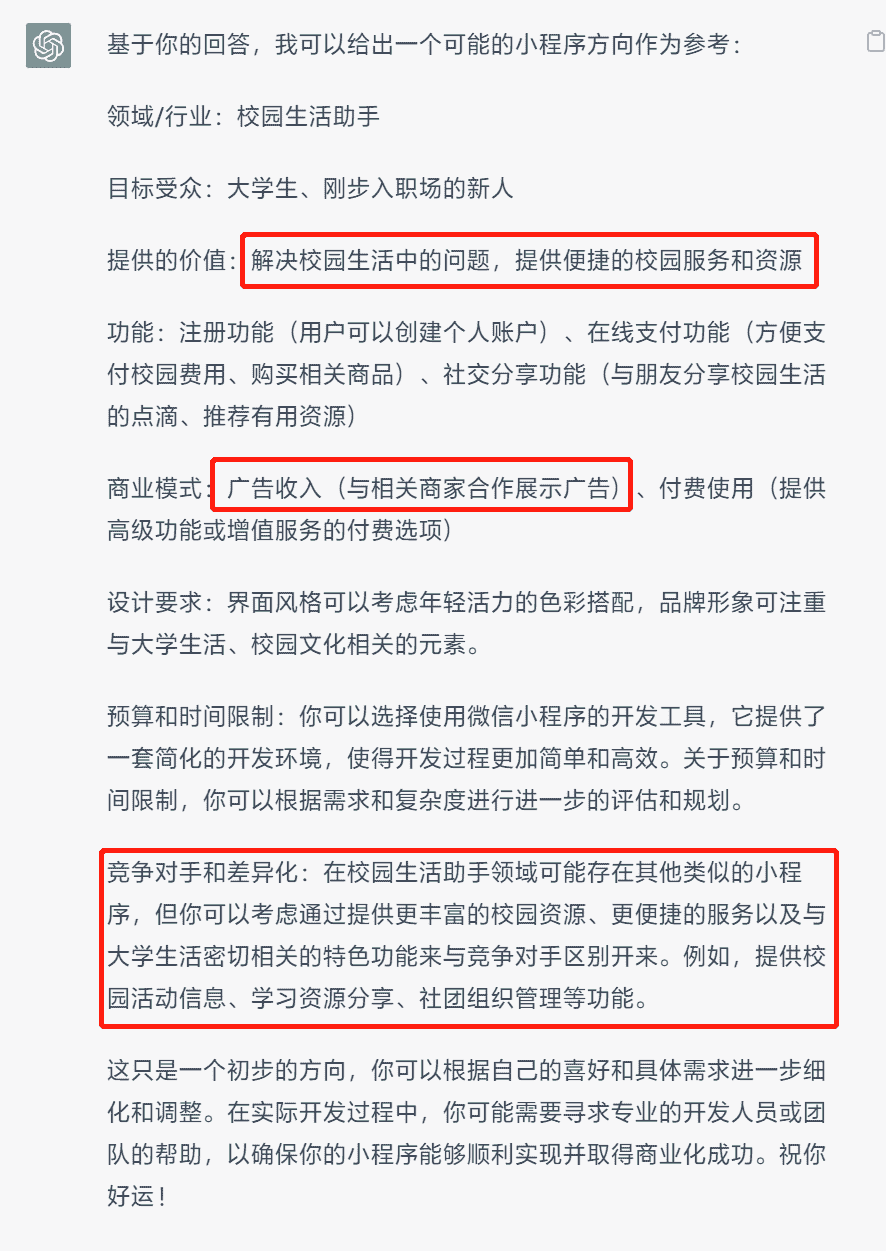 基于你的回答，我可以给出一个可能的小程序方向作为参考：
领域/行业：校园生活助手
目标受众：大学生、刚步入职场的新人
提供的价值：解决校园生活中的问题，提供便捷的校园服务和资源
功能：注册功能（用户可以创建个人账户）、在线支付功能（方便支
付校园费用、购买相关商品）、社交分享功能（与朋友分享校园生活
的点滴、推荐有用资源）
商业模式：广告收入（与相关商家合作展示广告）、付费使用（提供
高级功能或增值服务的付费选项）
设计要求：界面风格可以考虑年轻活力的色彩搭配，品牌形象可注重
与大学生活、校园文化相关的元素。
预算和时间限制：你可以选择使用微信小程序的开发工具，它提供了
一套简化的开发环境，使得开发过程更加简单和高效。关于预算和时
间限制，你可以根据需求和复杂度进行进一步的评估和规划。
竞争对手和差异化：在校园生活助手领域可能存在其他类似的小程
序，但你可以考虑通过提供更丰富的校园资源、更便捷的服务以及与
大学生活密切相关的特色功能来与竞争对手区别开来。例如，提供校
园活动信息、学习资源分享、社团组织管理等功能。
这只是一个初步的方向，你可以根据自己的喜好和具体需求进一步细
化和调整。在实际开发过程中，你可能需要寻求专业的开发人员或团
队的帮助，以确保你的小程序能够顺利实现并取得商业化成功。祝你
好运！